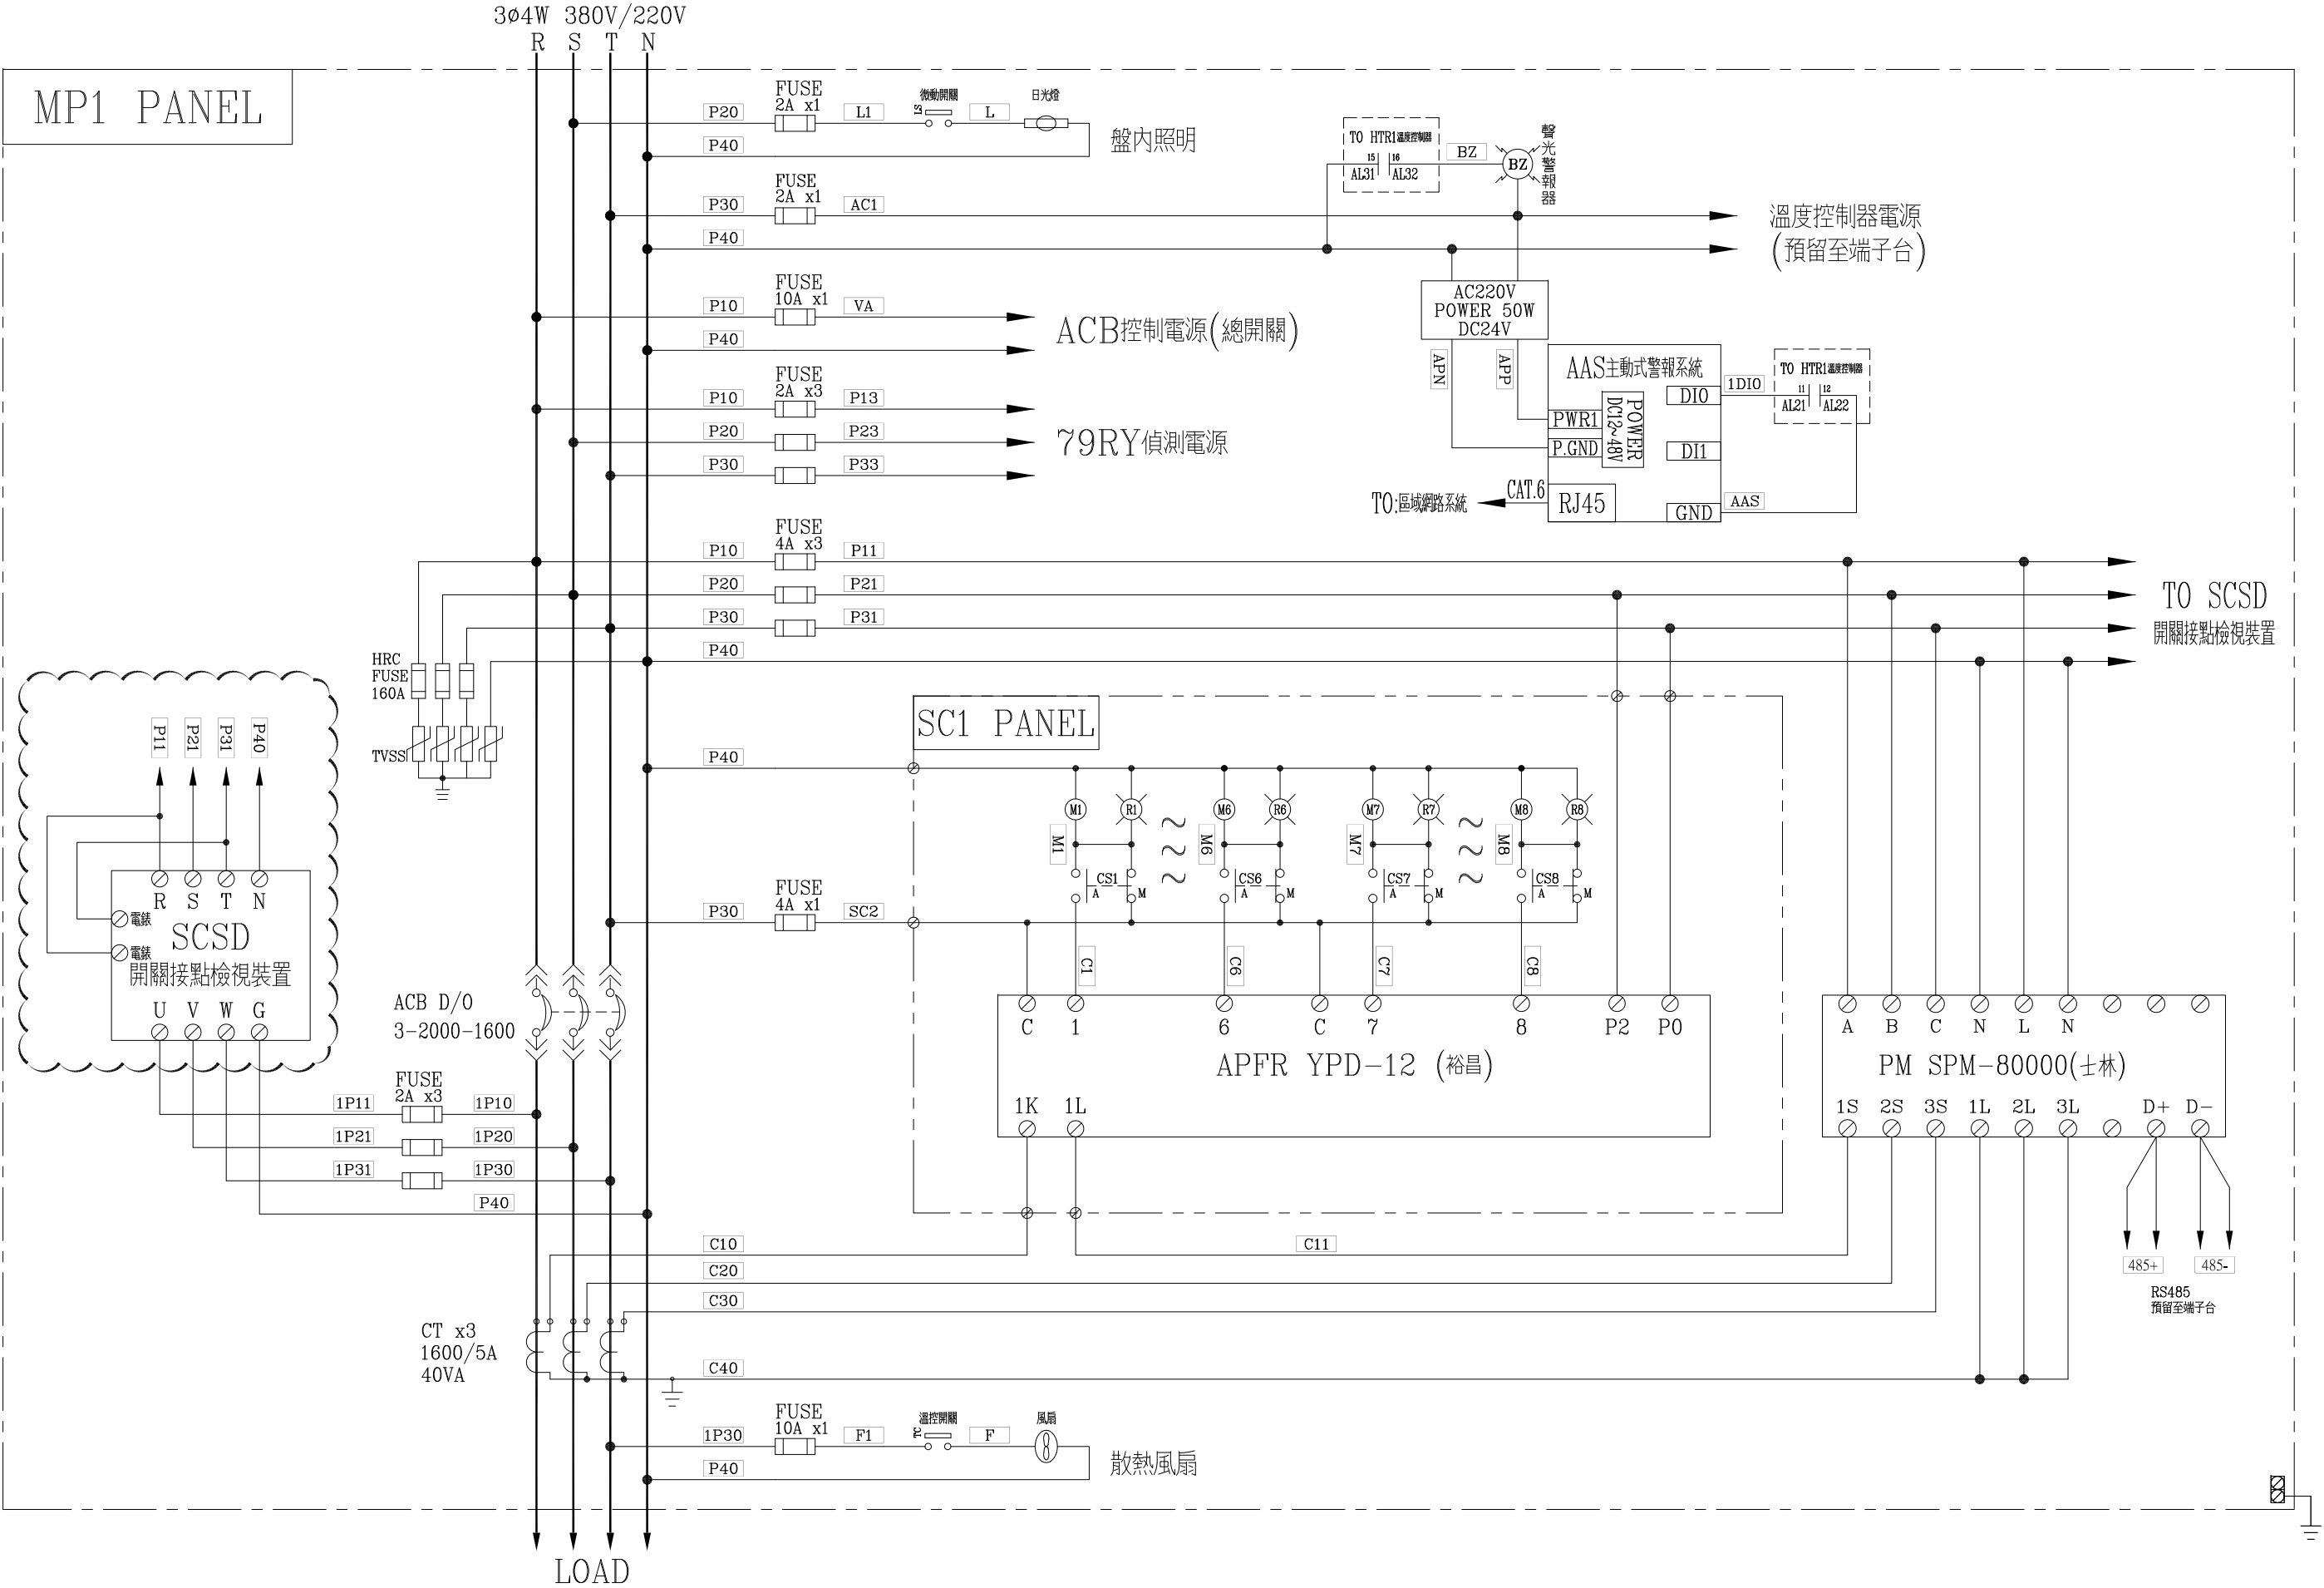 3ø4W 380V/220V
R S T N
MP1 PANEL
P20
FUSE
2A x1
L1
微動開關
LS
L
日光燈
P40
盤內照明
P30
FUSE
2A x1
AC1
P40
TO HTR1溫度控制器
15 16
AL31 AL32
BZ
BZ
聲光警報器
溫度控制器電源
(預留至端子台)
P10
FUSE
10A x1
VA
P40
ACB控制電源(總開關)
AC220V
POWER 50W
DC24V
APN
APP
P10
FUSE
2A x3
P13
P20
P23
P30
P33
79RY偵測電源
AAS主動式警報系統
PWR1
P.GND
POWER
DC12~48V
DI0
DI1
GND
RJ45
CAT.6
TO:區域網路系統
1DI0
AAS
TO HTR1溫度控制器
11 12
AL21 AL22
P10
FUSE
4A x3
P11
P20
P21
P30
P31
P40
TO SCSD
開關接點檢視裝置
HRC
FUSE
160A
TVSS
P11
P21
P31
P40
R S T N
電錶
SCSD
電錶
開關接點檢視裝置
U V W G
SC1 PANEL
P40
M1 R1 M6 R6 M7 R7 M8 R8
M1
M6
M7
M8
CS1
A M
CS6
A
CS7
A M
CS8
A M
P30
FUSE
4A x1
SC2
C1
C6
C7
C8
C 1 6 C 7 8 P2 P0
APFR YPD-12 (裕昌)
1K 1L
A B C N L N
PM SPM-80000(士林)
1S 2S 3S 1L 2L 3L D+ D-
485+
485-
RS485
預留至端子台
ACB D/O
3-2000-1600
1P11
FUSE
2A x3
1P10
1P21
1P20
1P31
1P30
P40
C10
C11
C20
C30
CT x3
1600/5A
40VA
C40
1P30
FUSE
10A x1
F1
溫控開關
TC
F
風扇
P40
散熱風扇
LOAD